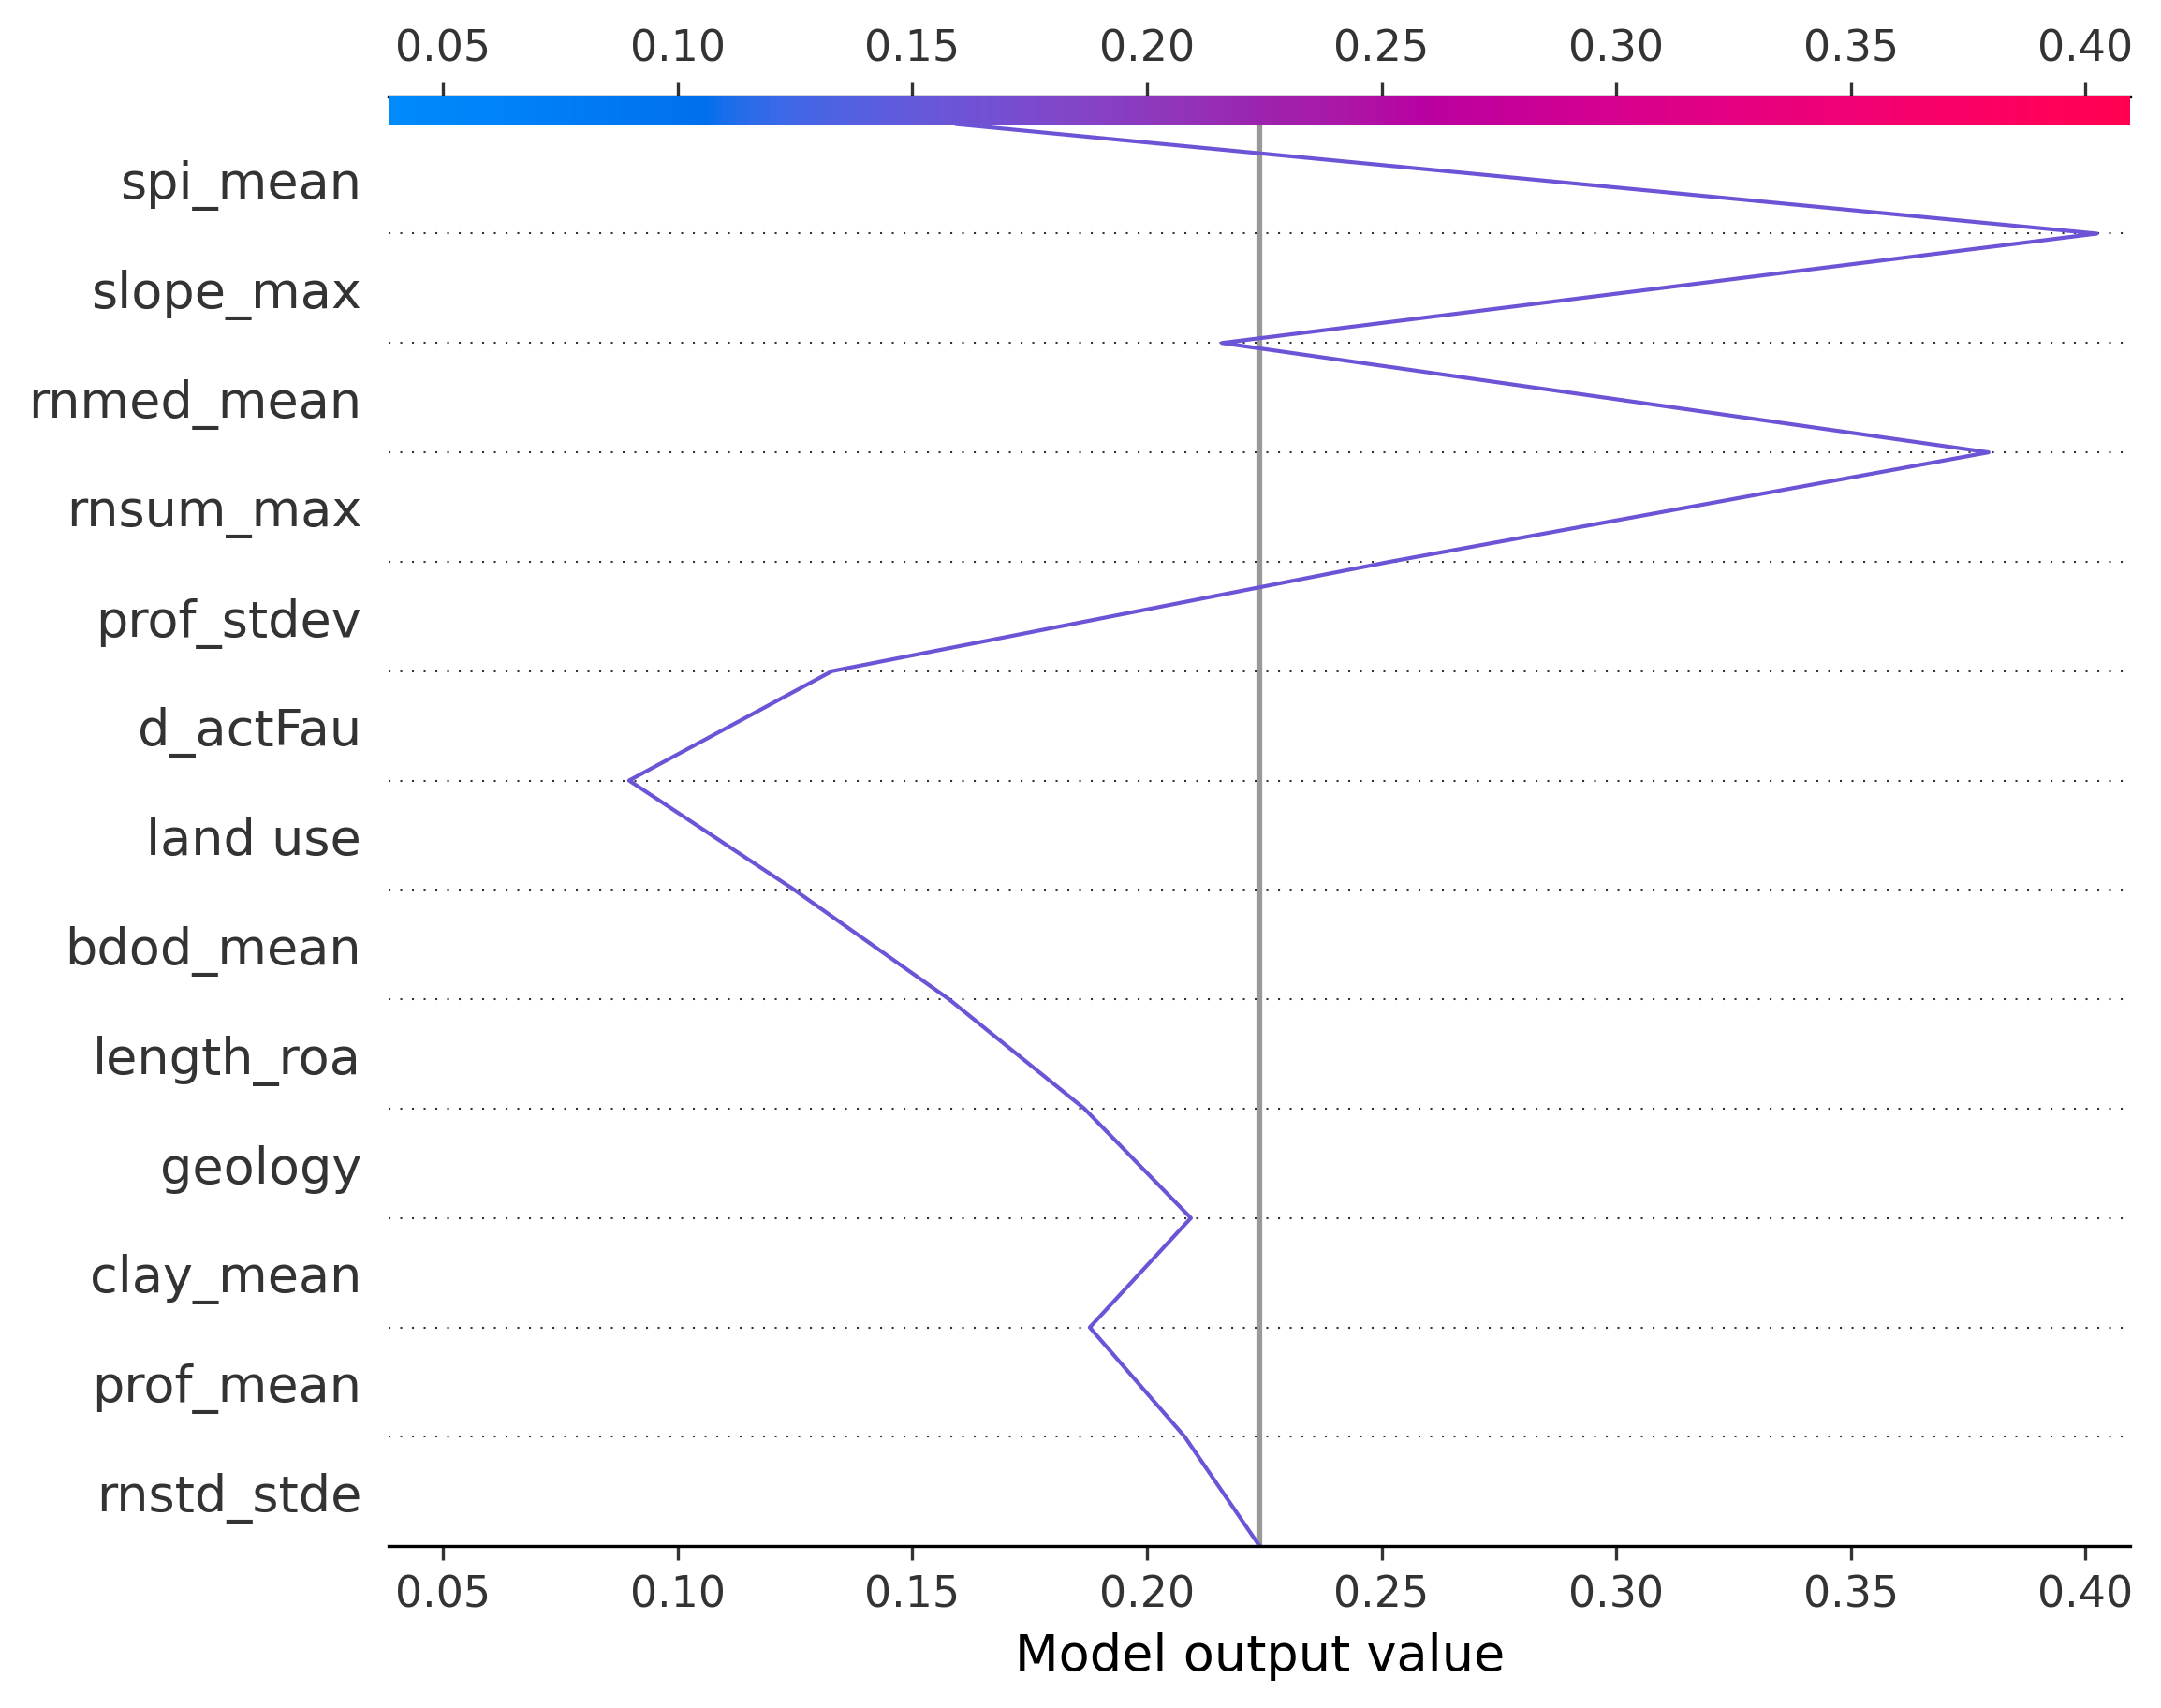 0.05 0.10 0.15 0.20 0.25 0.30 0.35 0.40
spi_mean
slope_max
rnmed_mean
rnsum_max
prof_stdev
d_actFau
land use
bdod_mean
length_roa
geology
clay_mean
prof_mean
rnstd_stde
0.05 0.10 0.15 0.20 0.25 0.30 0.35 0.40
Model output value